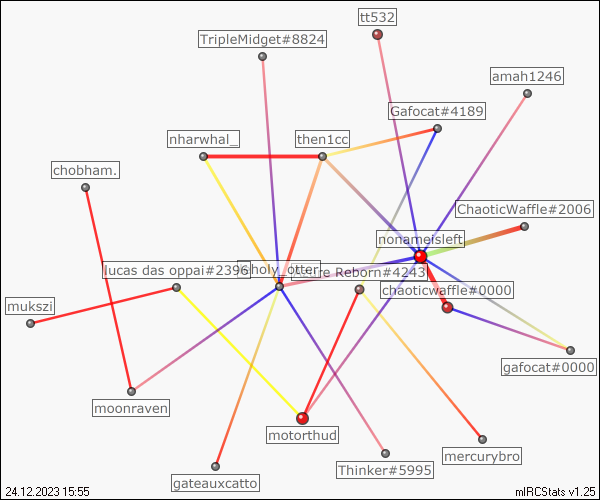 tt532
TripleMidget#8824
amah1246
Gafocat#4189
nharwhal_
then1cc
chobham.
ChaoticWaffle#2006
nonameisleft
lucas das oppai#2396
holy_otter
Reborn#4243
chaoticwaffle#0000
mukszi
gafocat#0000
moonraven
motorthud
mercurybro
Thinker#5995
gateauxcatto
24.12.2023 15:55
mIRCStats v1.25